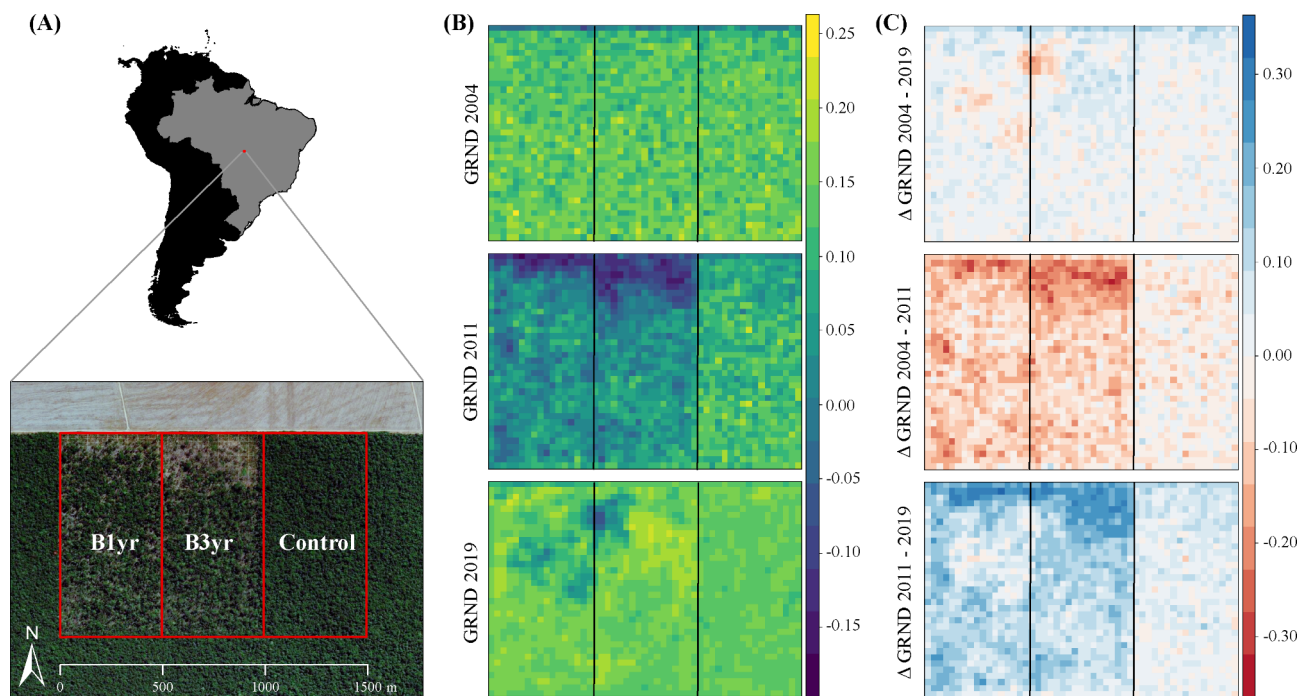 (A)
B1yr
B3yr
Control
N
0
500
1000
1500 m
(B)
GRND 2004
GRND 2011
GRND 2019
0.25
0.20
0.15
0.10
0.05
0.00
-0.05
-0.10
-0.15
(C)
Δ GRND 2004 - 2019
Δ GRND 2004 - 2011
Δ GRND 2011 - 2019
0.30
0.20
0.10
0.00
-0.10
-0.20
-0.30